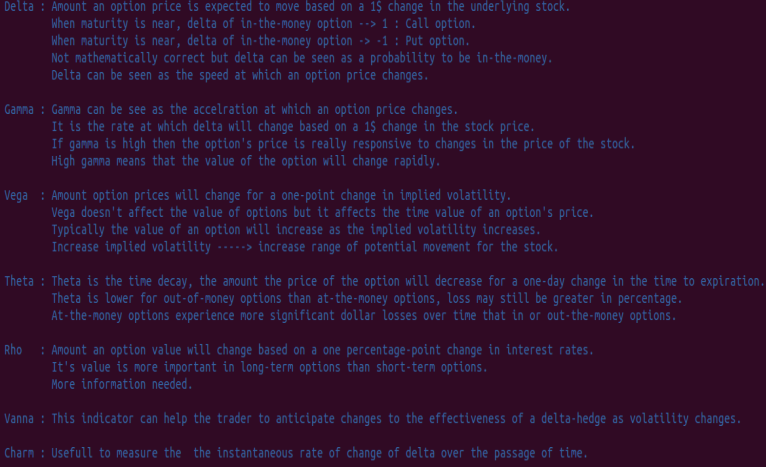 Delta : Amount an option price is expected to move based on a 1$ change in the underlying stock.
When maturity is near, delta of in-the-money option --> 1 : Call option.
When maturity is near, delta of in-the-money option -> -1 : Put option.
Not mathematically correct but delta can be seen as a probability to be in-the-money.
Delta can be seen as the speed at which an option price changes.
Gamma : Gamma can be see as the accelration at which an option price changes.
It is the rate at which delta will change based on a 1$ change in the stock price.
If gamma is high then the option's price is really responsive to changes in the price of the stock.
High gamma means that the value of the option will change rapidly.
Vega : Amount option prices will change for a one-point change in implied volatility.
Vega doesn't affect the value of options but it affects the time value of an option's price.
Typically the value of an option will increase as the implied volatility increases.
Increase implied volatility -----> increase range of potential movement for the stock.
Theta : Theta is the time decay, the amount the price of the option will decrease for a one-day change in the time to expiration.
Theta is lower for out-of-money options than at-the-money options, loss may still be greater in percentage.
At-the-money options experience more significant dollar losses over time that in or out-the-money options.
Rho : Amount an option value will change based on a one percentage-point change in interest rates.
It's value is more important in long-term options than short-term options.
More information needed.
Vanna : This indicator can help the trader to anticipate changes to the effectiveness of a delta-hedge as volatility changes.
Charm : Usefull to measure the  the instantaneous rate of change of delta over the passage of time.